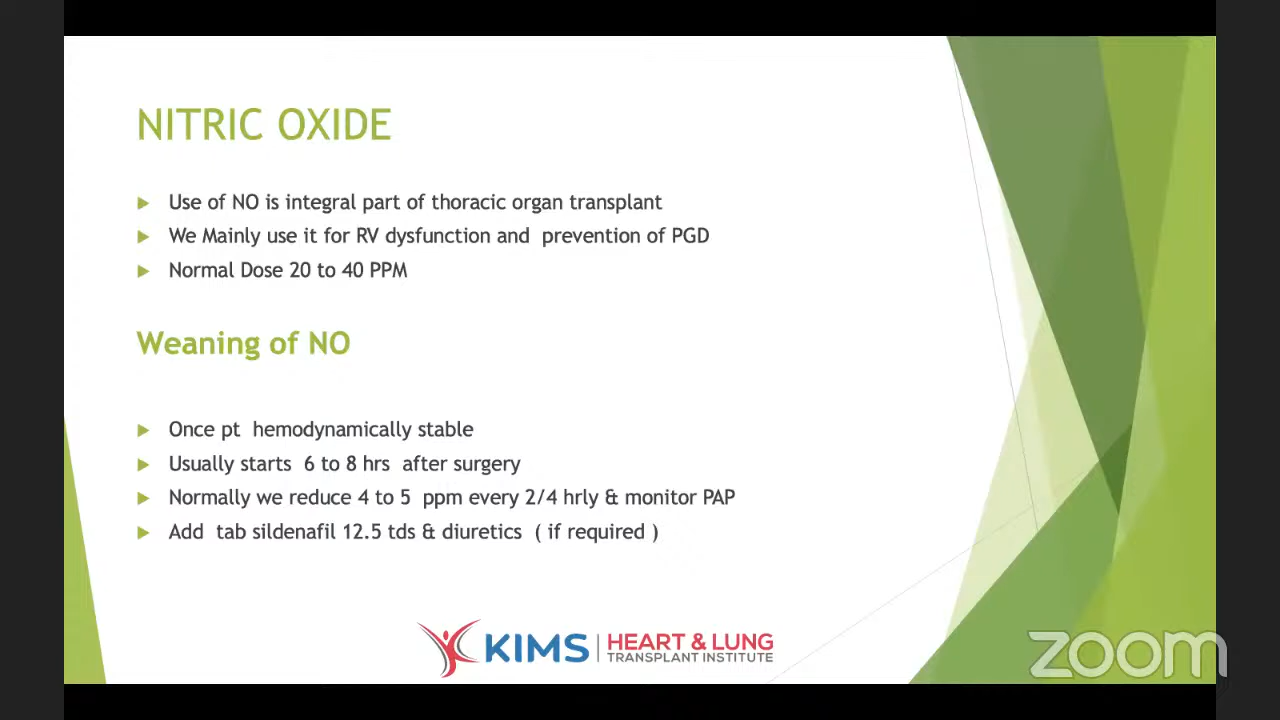 NITRIC OXIDE
Use of NO is integral part of thoracic organ transplant
We Mainly use it for RV dysfunction and prevention of PGD
Normal Dose 20 to 40 PPM
Weaning of NO
Once pt hemodynamically stable
Usually starts 6 to 8 hrs after surgery
Normally we reduce 4 to 5 ppm every 2/4 hrly & monitor PAP
Add tab sildenafil 12.5 tds & diuretics ( if required )
KIMS HEART & LUNG
TRANSPLANT INSTITUTE
zoom